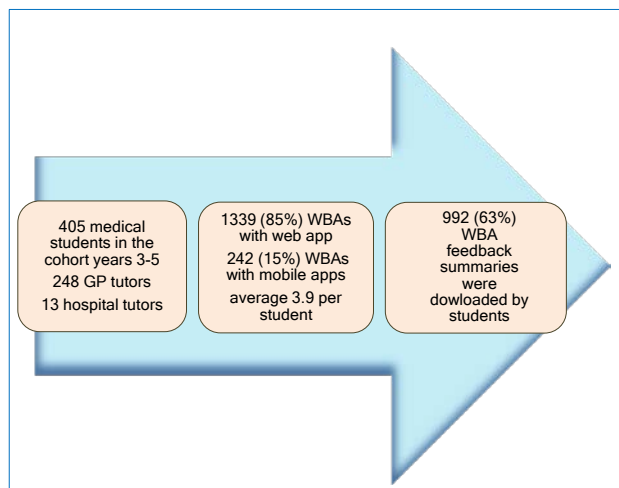 405 medical
students in the
cohort years 3-5
248 GP tutors
13 hospital tutors
1339 (85%) WBAs
with web app
242 (15%) WBAs
with mobile apps
average 3.9 per
student
992 (63%)
WBA
feedback
summaries
were
dowloaded by
students